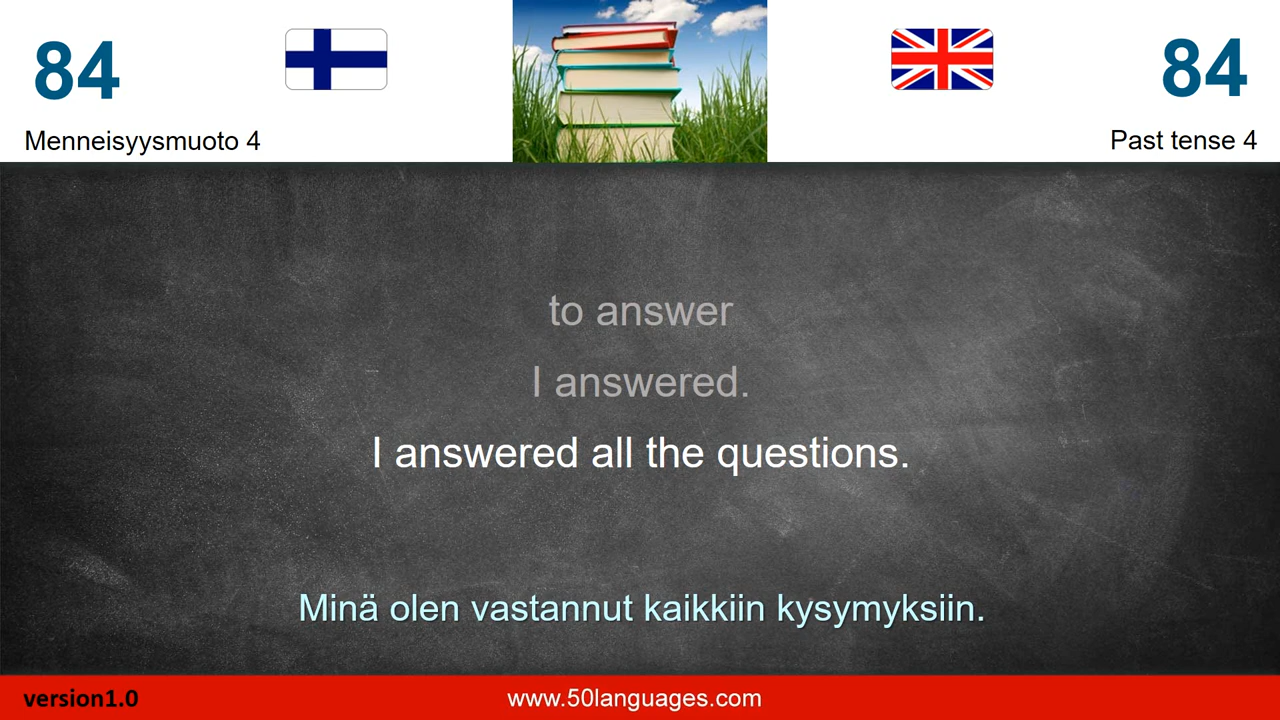 84
Menneisyysmuoto 4
84
Past tense 4
to answer
I answered.
I answered all the questions.
Minä olen vastannut kaikkiin kysymyksiin.
version1.0
www.50languages.com